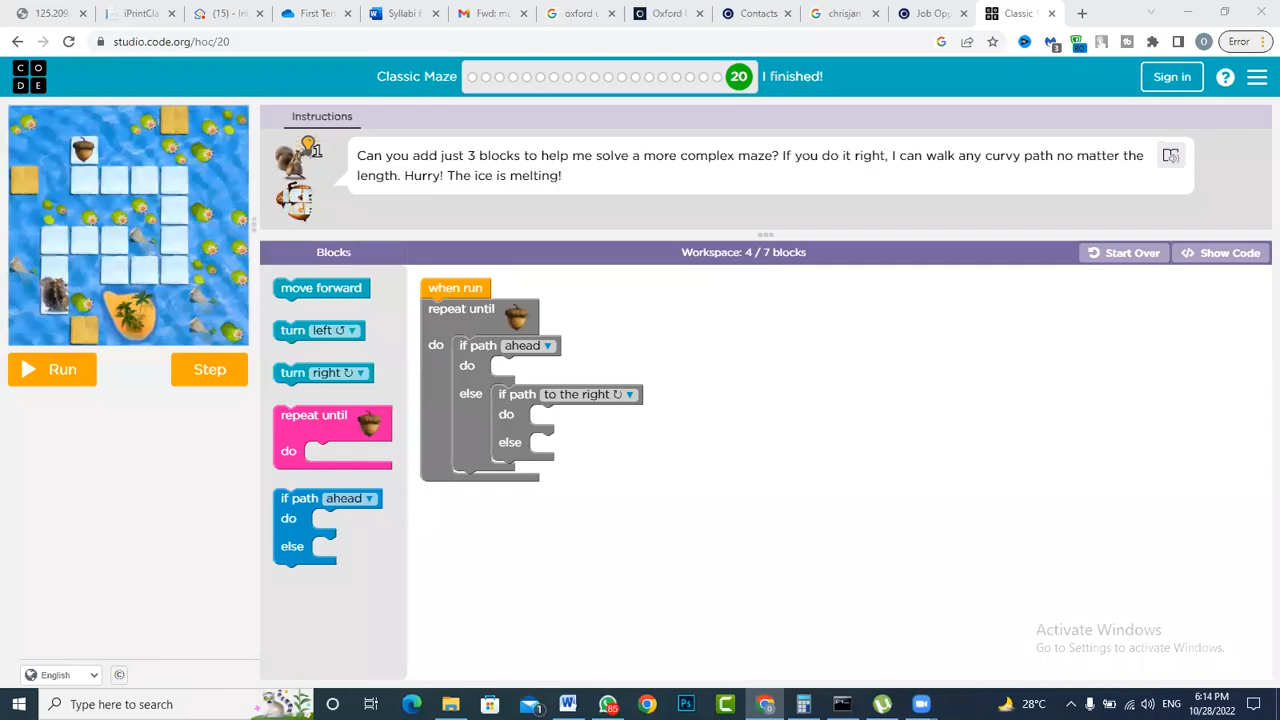 125.209.
iPrintCla
(15) - Inb
First Terr
Syllabi f
Fwd: mu
oxford u
Oxford L
Contacts
chrisjan
Job Opp
Classic
studio.code.org/hoc/20
Error
C O
D E
Classic Maze
20
I finished!
Sign in
Instructions
1
Can you add just 3 blocks to help me solve a more complex maze? If you do it right, I can walk any curvy path no matter the
length. Hurry! The ice is melting!
Blocks
Workspace: 4 / 7 blocks
Start Over
Show Code
move forward
turn left
turn right
repeat until
do
if path ahead
do
else
when run
repeat until
do
if path ahead
do
else
if path to the right
do
else
Run
Step
Activate Windows
Go to Settings to activate Windows.
English
Type here to search
1
85
28°C
ENG
6:14 PM
10/28/2022